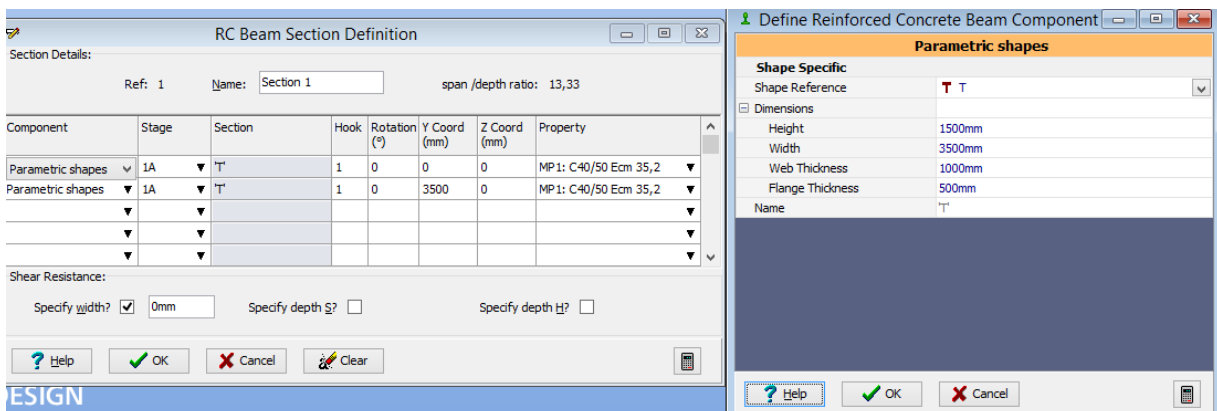 RC Beam Section Definition
Section Details:
Ref: 1 Name: Section 1 span /depth ratio: 13,33
Component Stage Section Hook Rotation (º) Y Coord (mm) Z Coord (mm) Property
Parametric shapes 1A 'T' 1 0 0 0 MP1: C40/50 Ecm 35,2
Parametric shapes 1A 'T' 1 0 3500 0 MP1: C40/50 Ecm 35,2
Shear Resistance:
Specify width? 0mm Specify depth S? Specify depth H?
Help OK Cancel Clear
DESIGN
Define Reinforced Concrete Beam Component
Parametric shapes
Shape Specific
Shape Reference T T
Dimensions
Height 1500mm
Width 3500mm
Web Thickness 1000mm
Flange Thickness 500mm
Name 'T'
Help OK Cancel